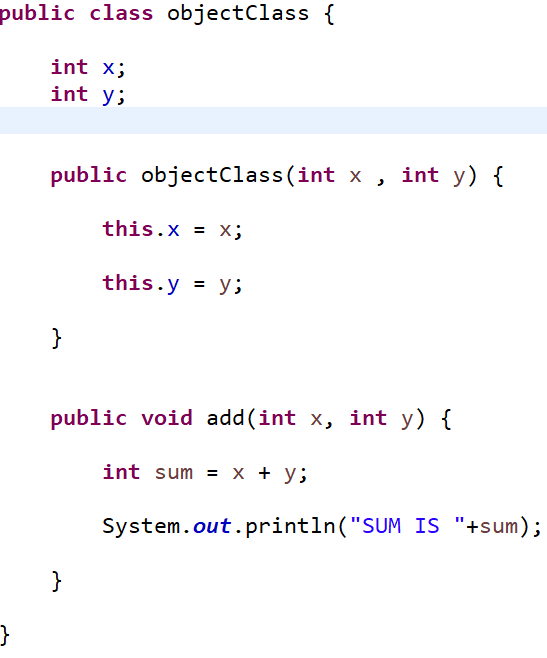 public class objectClass {
int x;
int y;
public objectClass(int x , int y) {
this.x = x;
this.y = y;
}
public void add(int x, int y) {
int sum = x + y;
System.out.println("SUM IS "+sum);
}
}